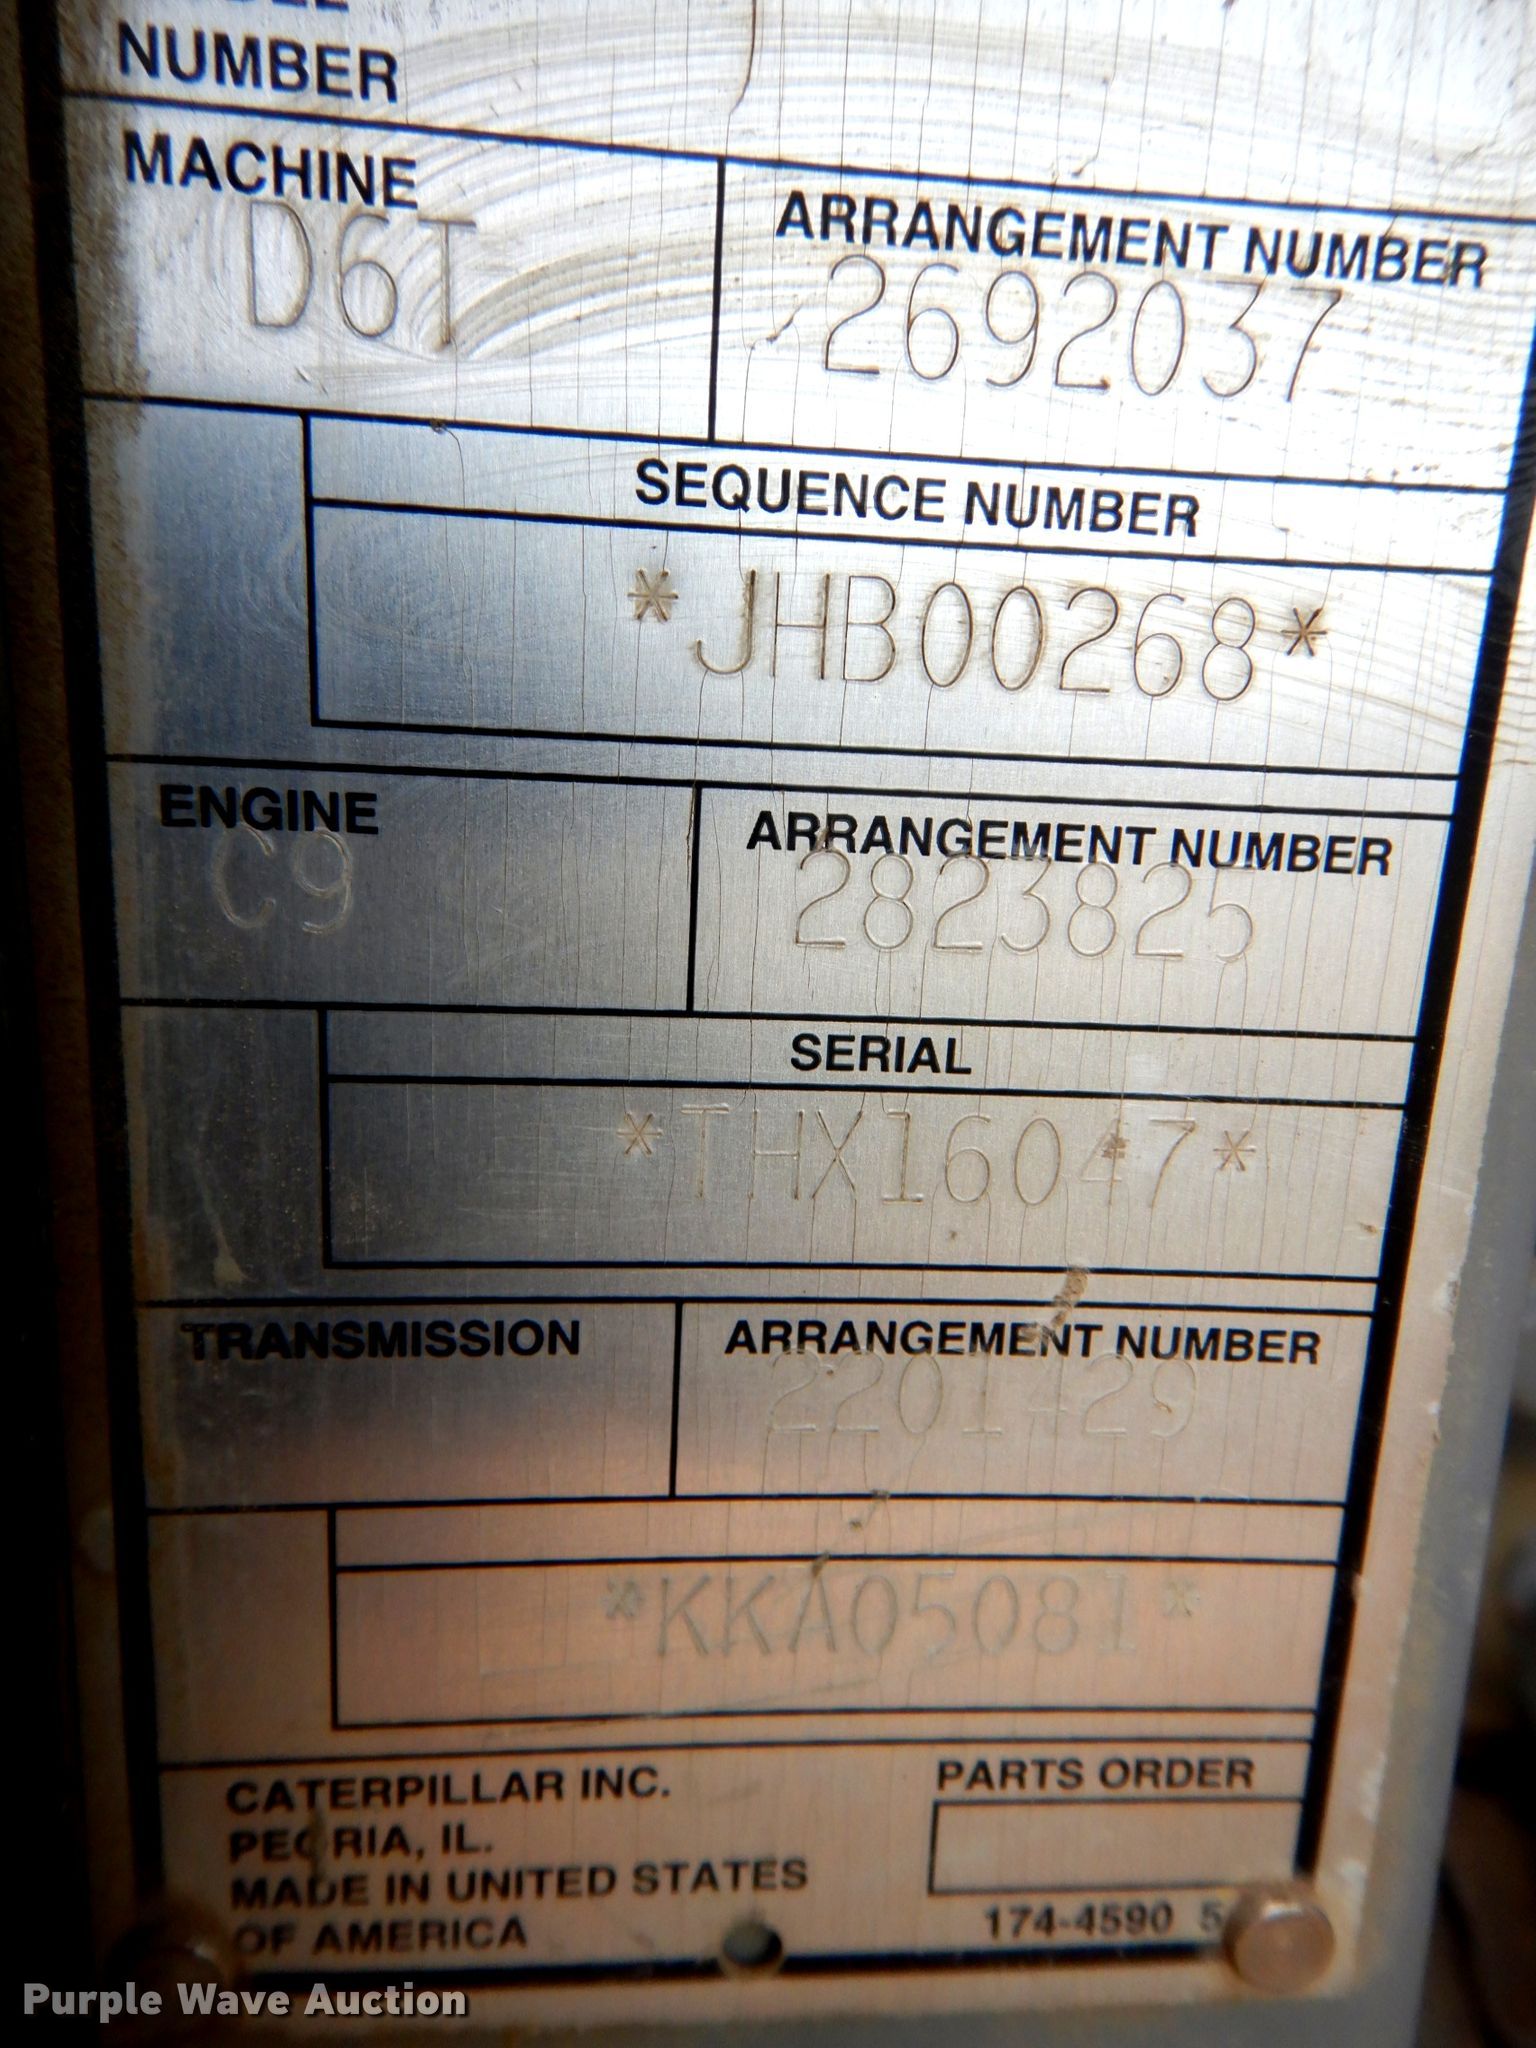 NUMBER
MACHINE
D6T
ARRANGEMENT NUMBER
2692037
SEQUENCE NUMBER
*JHB00268*
ENGINE
C9
ARRANGEMENT NUMBER
2823825
SERIAL
*THX16047*
TRANSMISSION
ARRANGEMENT NUMBER
2201429
*KKA05081*
CATERPILLAR INC.
PEORIA, IL.
MADE IN UNITED STATES
OF AMERICA
PARTS ORDER
174-4590 5
Purple Wave Auction